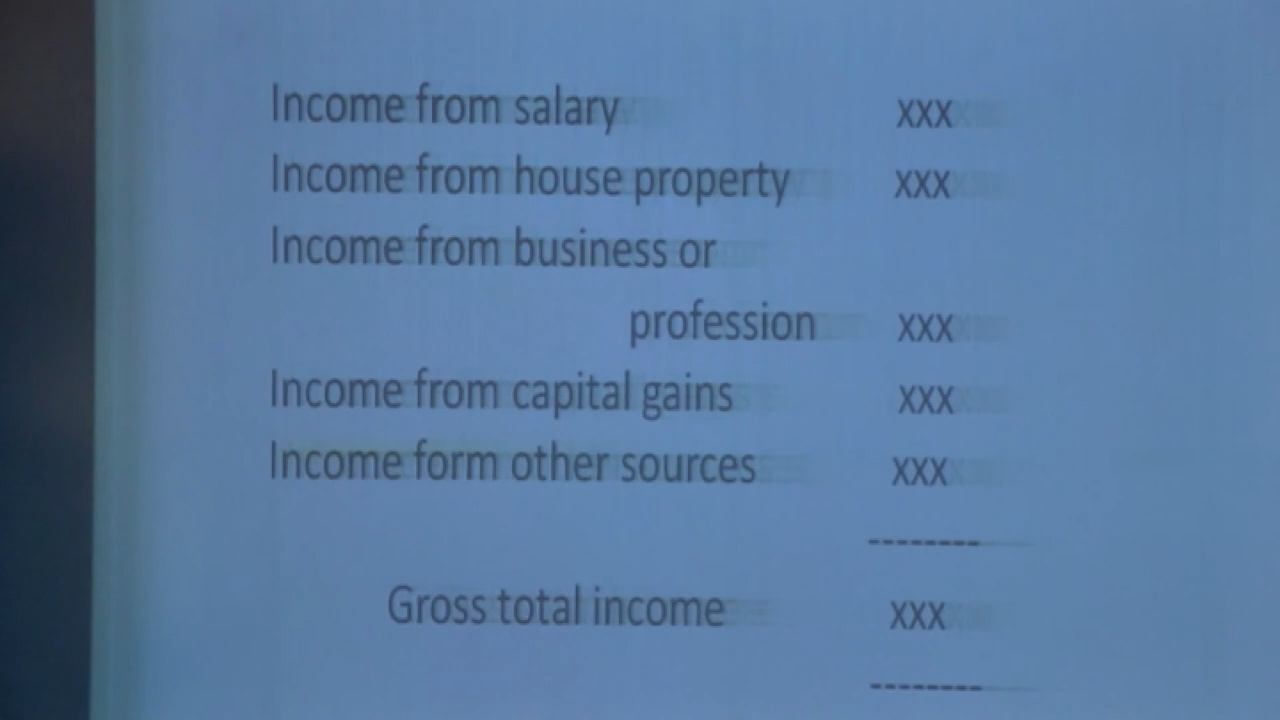 Income from salary xxx
Income from house property xxx
Income from business or
profession xxx
Income from capital gains xxx
Income form other sources xxx
--------
Gross total income xxx
--------